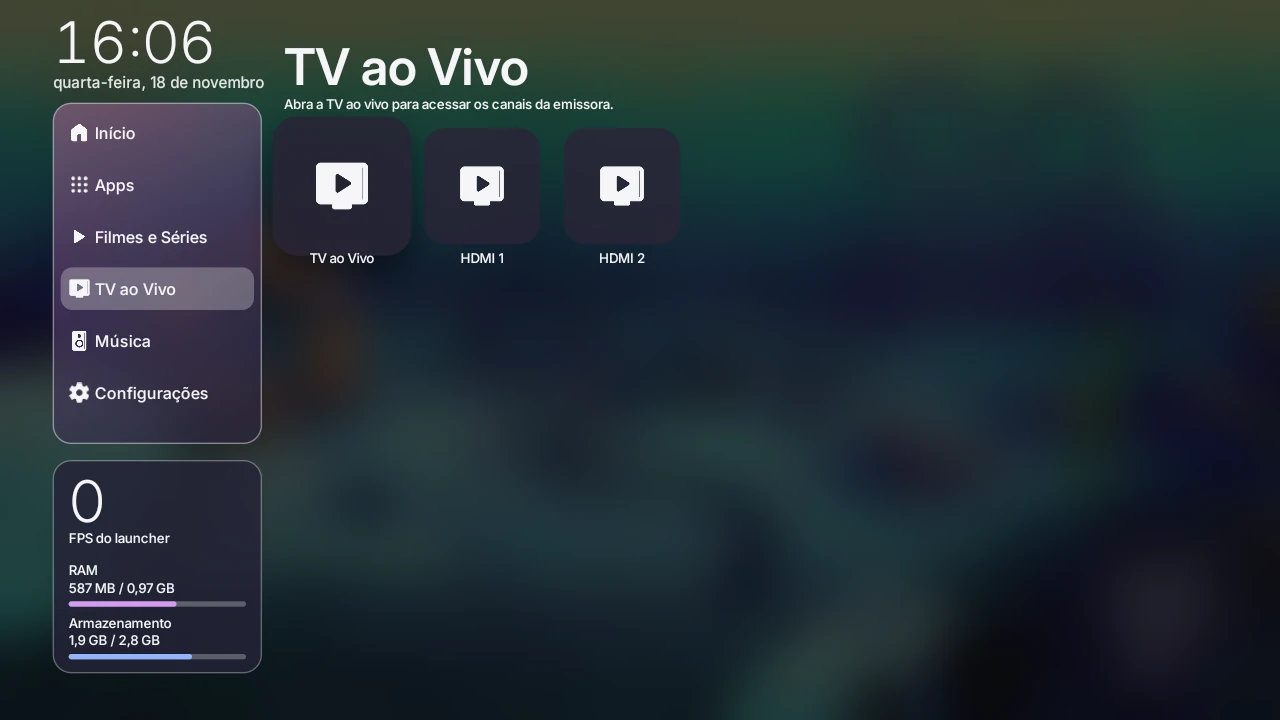 16:06
quarta-feira, 18 de novembro
Início
Apps
Filmes e Séries
TV ao Vivo
Música
Configurações
0
FPS do launcher
RAM
587 MB / 0,97 GB
Armazenamento
1,9 GB / 2,8 GB
TV ao Vivo
Abra a TV ao vivo para acessar os canais da emissora.
TV ao Vivo
HDMI 1
HDMI 2